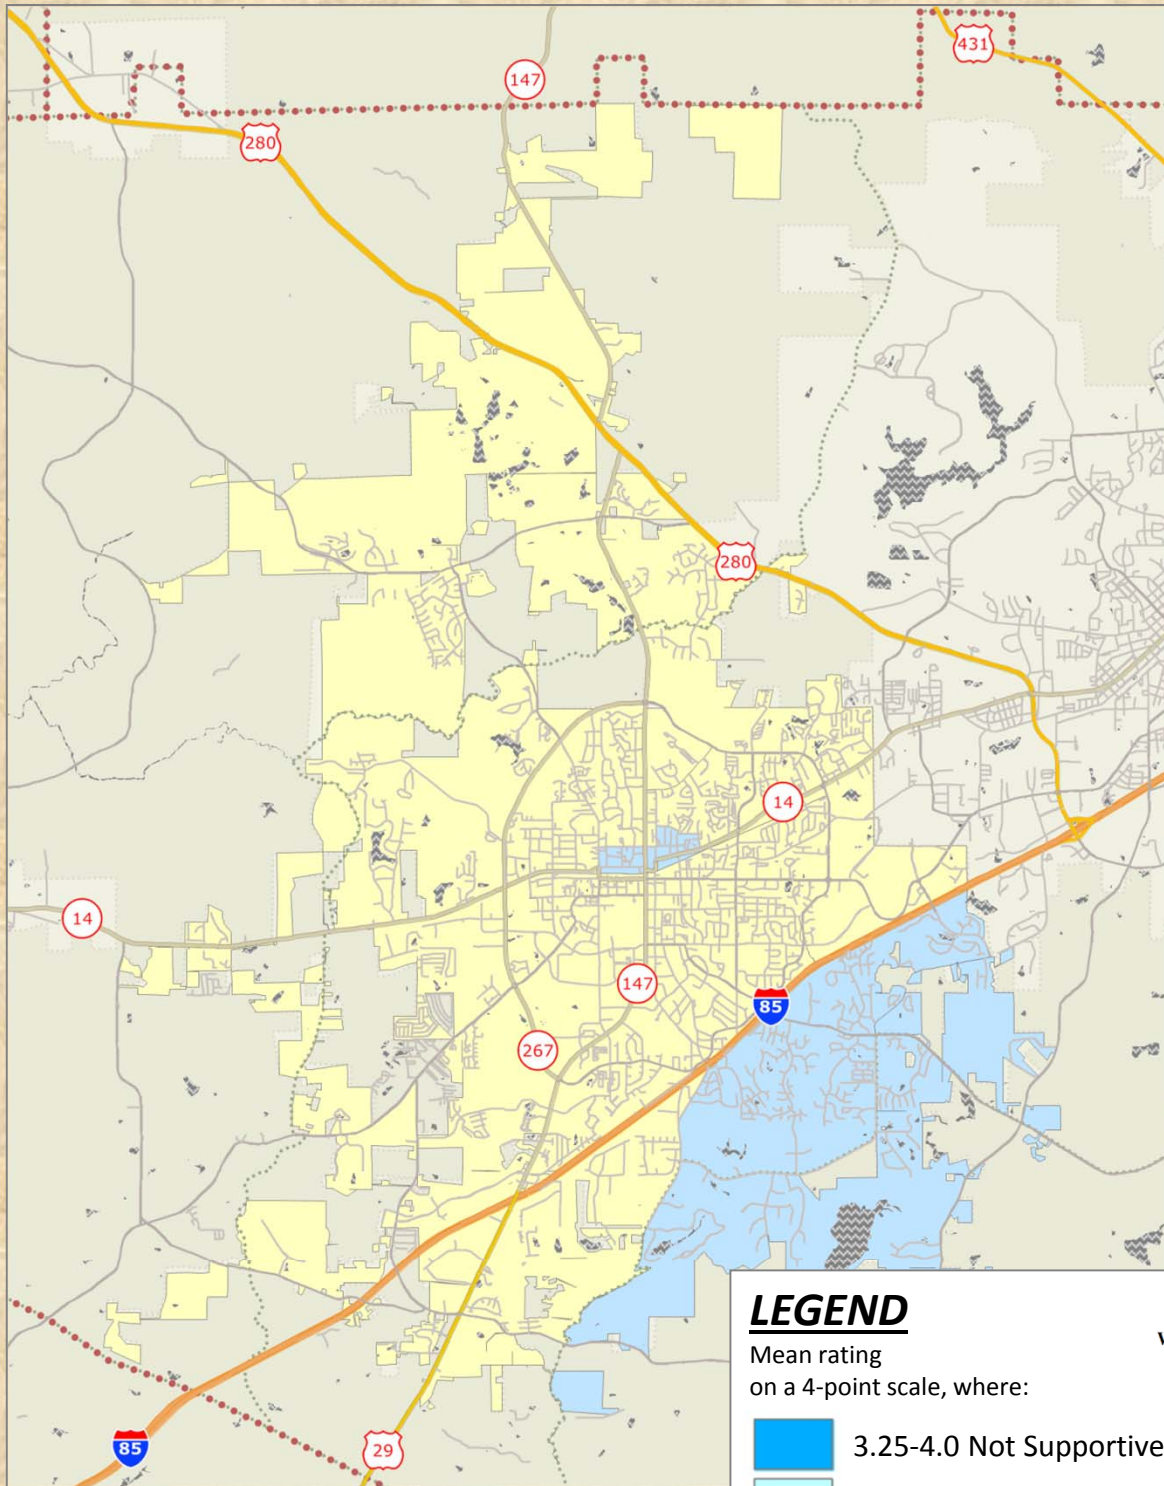 431
147
280
280
14
14
147
85
267
LEGEND
Mean rating
on a 4-point scale, where:
3.25-4.0 Not Supportive
85
29